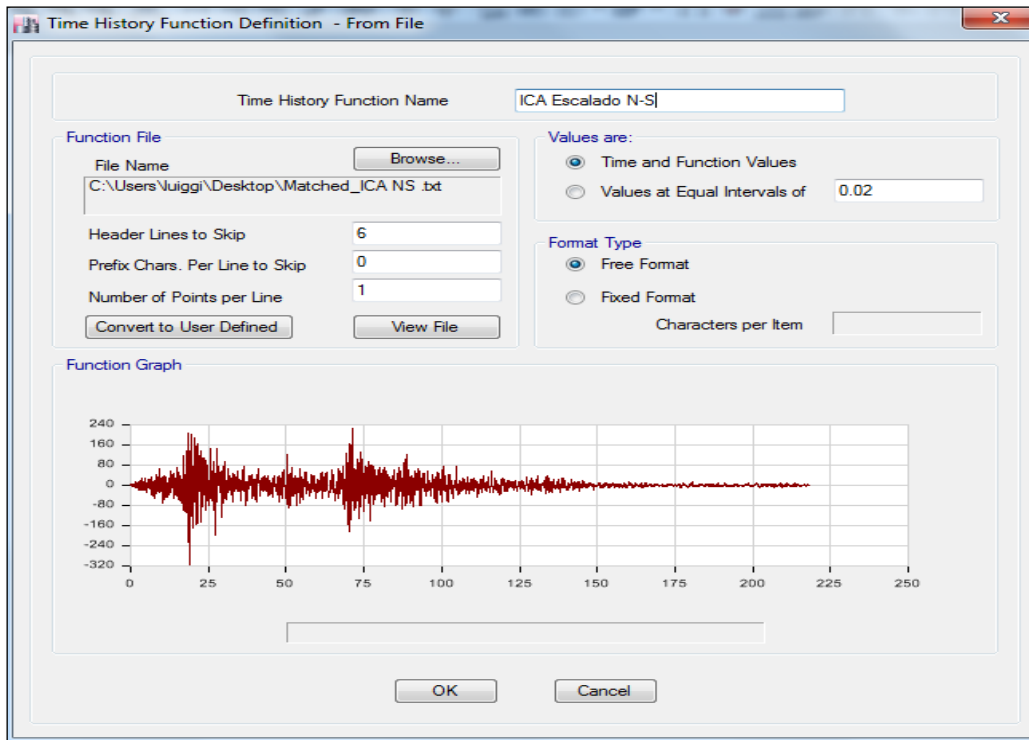 Time History Function Definition - From File
Time History Function Name
ICA Escalado N-S
Function File
File Name
Browse...
C:\Users\luiggi\Desktop\Matched_ICA NS .txt
Header Lines to Skip
6
Prefix Chars. Per Line to Skip
0
Number of Points per Line
1
Convert to User Defined
View File
Values are:
Time and Function Values
Values at Equal Intervals of
0.02
Format Type
Free Format
Fixed Format
Characters per Item
Function Graph
240
160
80
0
-80
-160
-240
-320
0 25 50 75 100 125 150 175 200 225 250
OK
Cancel